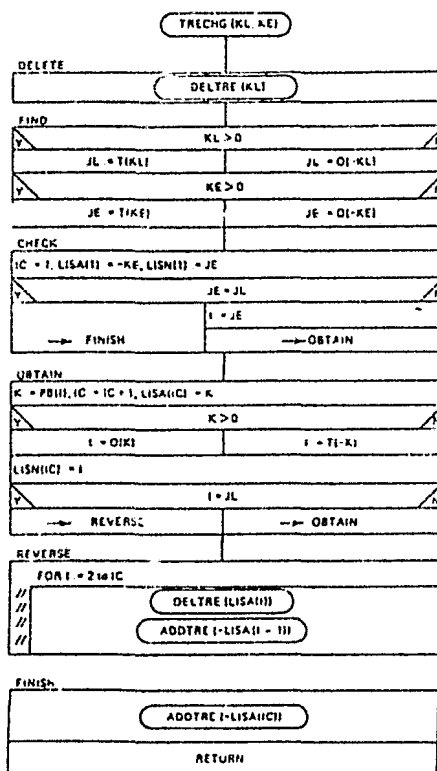 TRECHG (KL, KE)
DELETE
DELTRE (KL)
FIND
Y KL > 0
JL := T(KL) JL = O(-KL)
Y KE > 0
JE = T(KE) JE = O(-KE)
CHECK
IC = 1, LISA(1) = -KE, LISN(1) = JE
Y JE = JL
I = JE
→ FINISH → OBTAIN
OBTAIN
K = PB(I), IC = IC + 1, LISA(IC) = K
Y K > 0 N
I = O(K) I = T(-K)
LISN(IC) = I
Y I = JL N
→ REVERSE → OBTAIN
REVERSE
FOR I := 2 to IC
DELTRE (LISA(I))
ADDTRE (-LISA(I - 1))
FINISH
ADDTRE (-LISA(IC))
RETURN